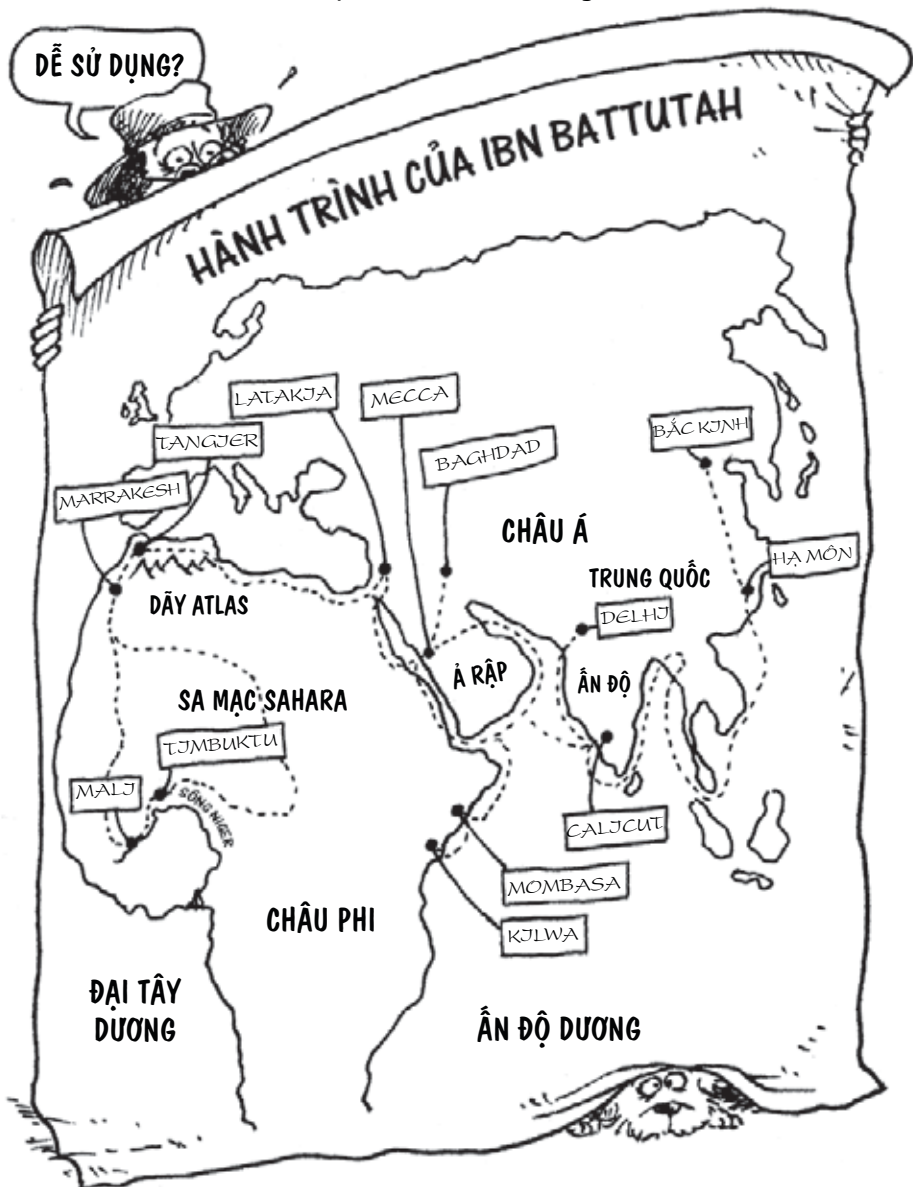 DỄ SỬ DỤNG?
HÀNH TRÌNH CỦA IBN BATTUTAH
LATAKIA
MECCA
TANGIER
BẮC KINH
BAGHDAD
MARRAKESH
CHÂU Á
HẠ MÔN
TRUNG QUỐC
DÃY ATLAS
DELHI
Ả RẬP
ẤN ĐỘ
SA MẠC SAHARA
TIMBUKTU
MALI
SÔNG NIGER
CALICUT
MOMBASA
CHÂU PHI
KILWA
ĐẠI TÂY
DƯƠNG
ẤN ĐỘ DƯƠNG